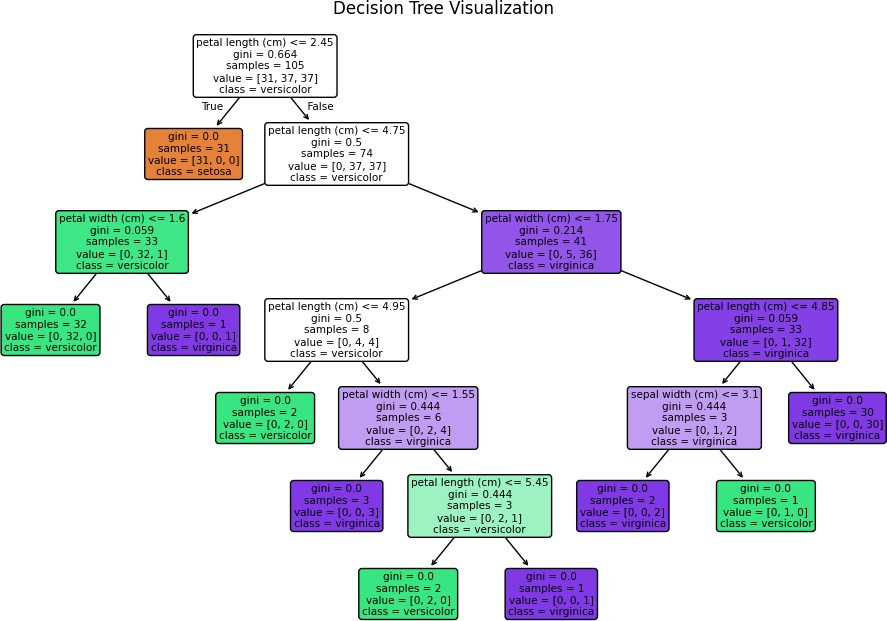 Decision Tree Visualization
petal length (cm) <= 2.45
gini = 0.664
samples = 105
value = [31, 37, 37]
class = versicolor
True
False
gini = 0.0
samples = 31
value = [31, 0, 0]
class = setosa
petal length (cm) <= 4.75
gini = 0.5
samples = 74
value = [0, 37, 37]
class = versicolor
petal width (cm) <= 1.6
gini = 0.059
samples = 33
value = [0, 32, 1]
class = versicolor
petal width (cm) <= 1.75
gini = 0.214
samples = 41
value = [0, 5, 36]
class = virginica
gini = 0.0
samples = 32
value = [0, 32, 0]
class = versicolor
gini = 0.0
samples = 1
value = [0, 0, 1]
class = virginica
petal length (cm) <= 4.95
gini = 0.5
samples = 8
value = [0, 4, 4]
class = versicolor
petal length (cm) <= 4.85
gini = 0.059
samples = 33
value = [0, 1, 32]
class = virginica
gini = 0.0
samples = 2
value = [0, 2, 0]
class = versicolor
petal width (cm) <= 1.55
gini = 0.444
samples = 6
value = [0, 2, 4]
class = virginica
sepal width (cm) <= 3.1
gini = 0.444
samples = 3
value = [0, 1, 2]
class = virginica
gini = 0.0
samples = 30
value = [0, 0, 30]
class = virginica
gini = 0.0
samples = 3
value = [0, 0, 3]
class = virginica
petal length (cm) <= 5.45
gini = 0.444
samples = 3
value = [0, 2, 1]
class = versicolor
gini = 0.0
samples = 2
value = [0, 0, 2]
class = virginica
gini = 0.0
samples = 1
value = [0, 1, 0]
class = versicolor
gini = 0.0
samples = 2
value = [0, 2, 0]
class = versicolor
gini = 0.0
samples = 1
value = [0, 0, 1]
class = virginica